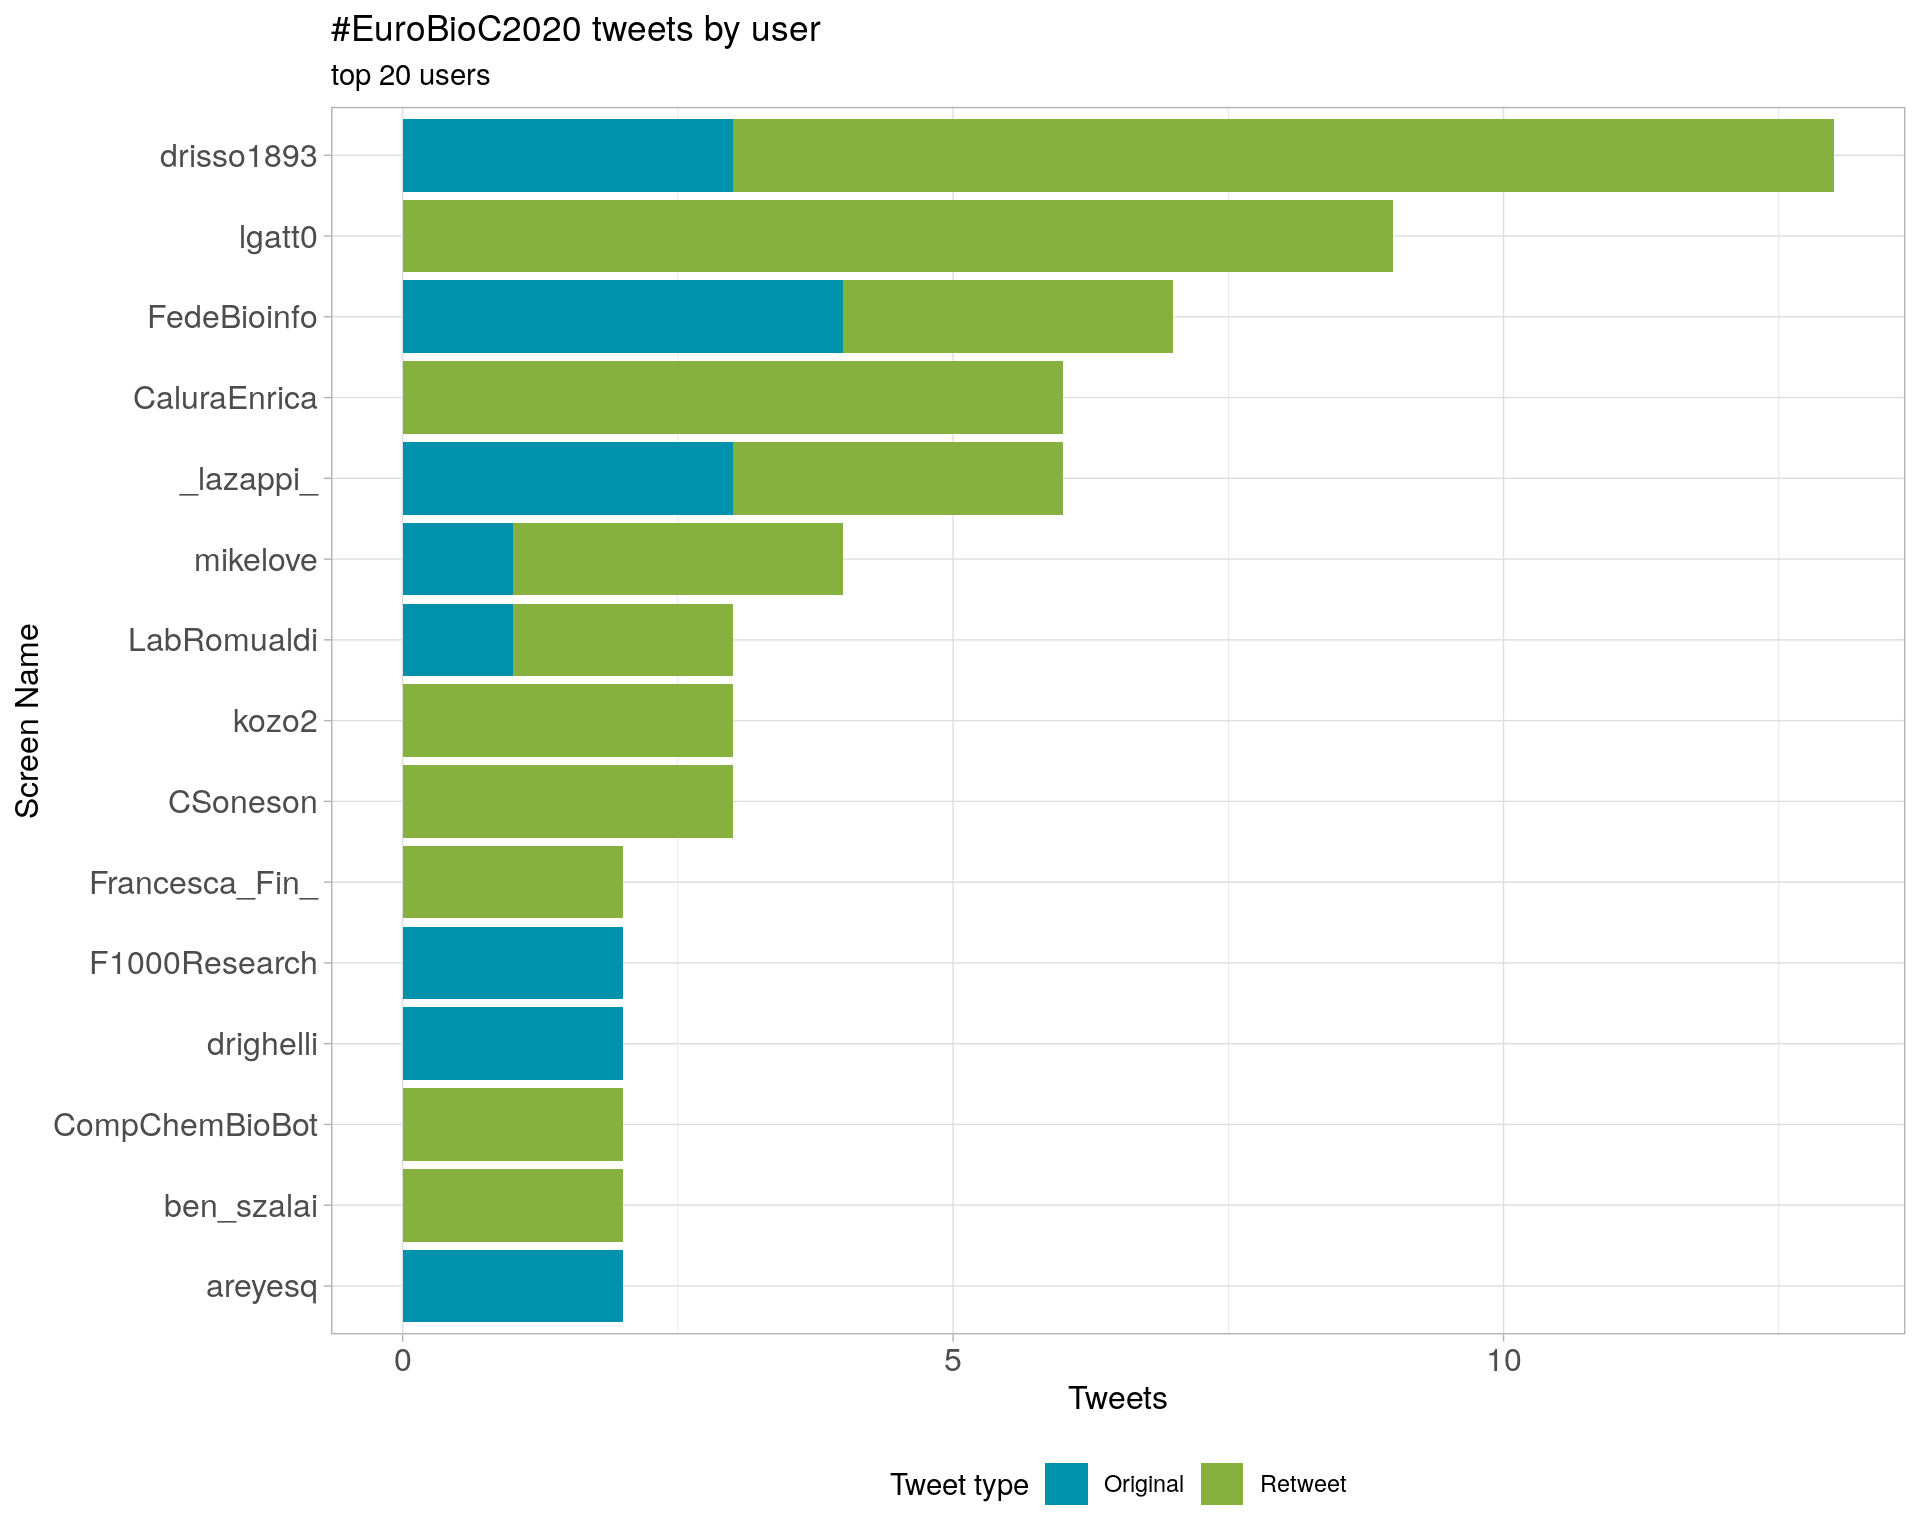 #EuroBioC2020 tweets by user
top 20 users
drisso1893
lgatt0
FedeBioinfo
CaluraEnrica
_lazappi_
mikelove
LabRomualdi
kozo2
CSoneson
Francesca_Fin_
F1000Research
drighelli
CompChemBioBot
ben_szalai
areyesq
Screen Name
0 5 10
Tweets
Tweet type Original Retweet